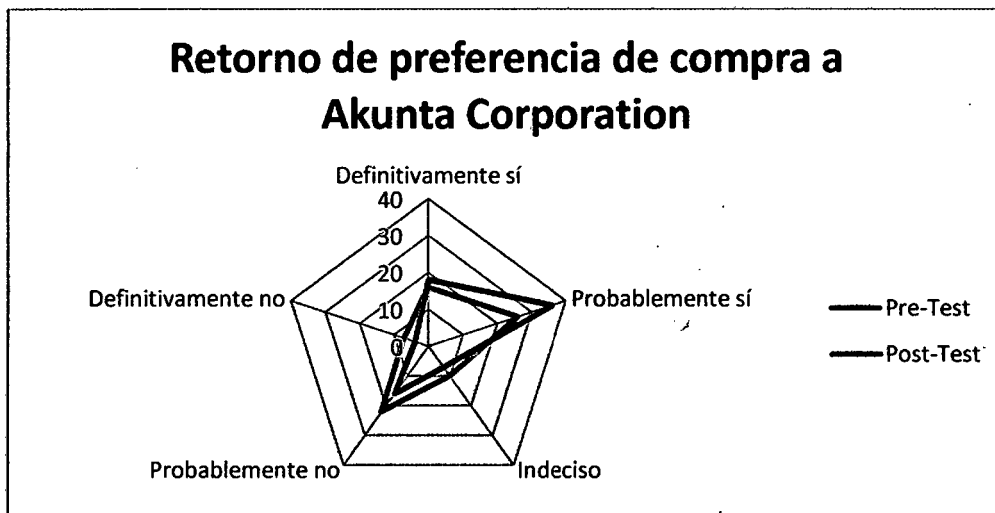 Retorno de preferencia de compra a
Akunta Corporation
Definitivamente sí
40
30
20
10
0
Definitivamente no
Probablemente sí
Probablemente no
Indeciso
Pre-Test
Post-Test